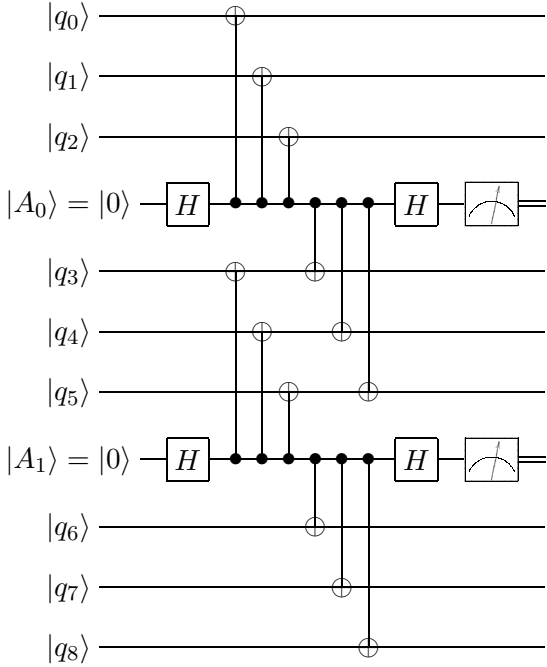 |q₀⟩
|q₁⟩
|q₂⟩
|A₀⟩ = |0⟩ H H
|q₃⟩
|q₄⟩
|q₅⟩
|A₁⟩ = |0⟩ H H
|q₆⟩
|q₇⟩
|q₈⟩